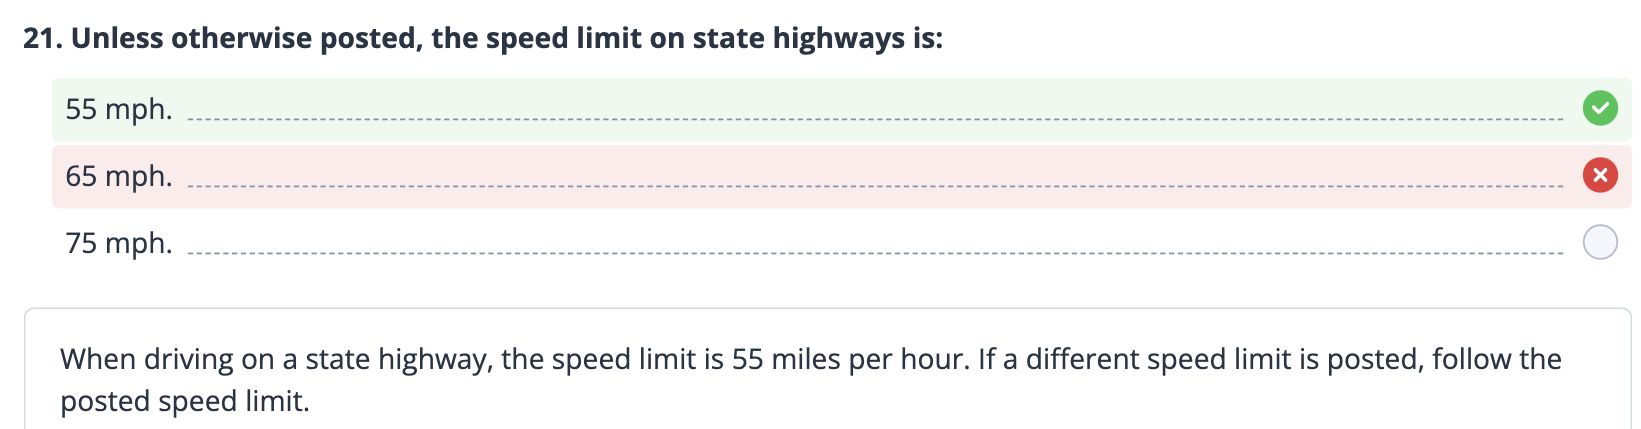 21. Unless otherwise posted, the speed limit on state highways is:
55 mph.
65 mph.
75 mph.
When driving on a state highway, the speed limit is 55 miles per hour. If a different speed limit is posted, follow the
posted speed limit.